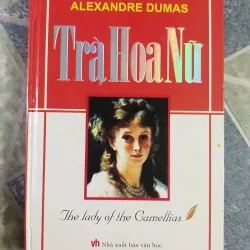 ALEXANDRE DUMAS
Trà Hoa Nữ
The lady of the Camellias
Nhà xuất bản văn học